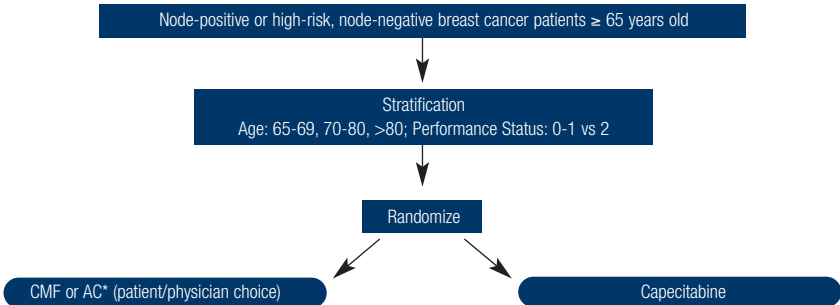 Node-positive or high-risk, node-negative breast cancer patients ≥ 65 years old
Stratification
Age: 65-69, 70-80, >80; Performance Status: 0-1 vs 2
Randomize
CMF or AC* (patient/physician choice)
Capecitabine